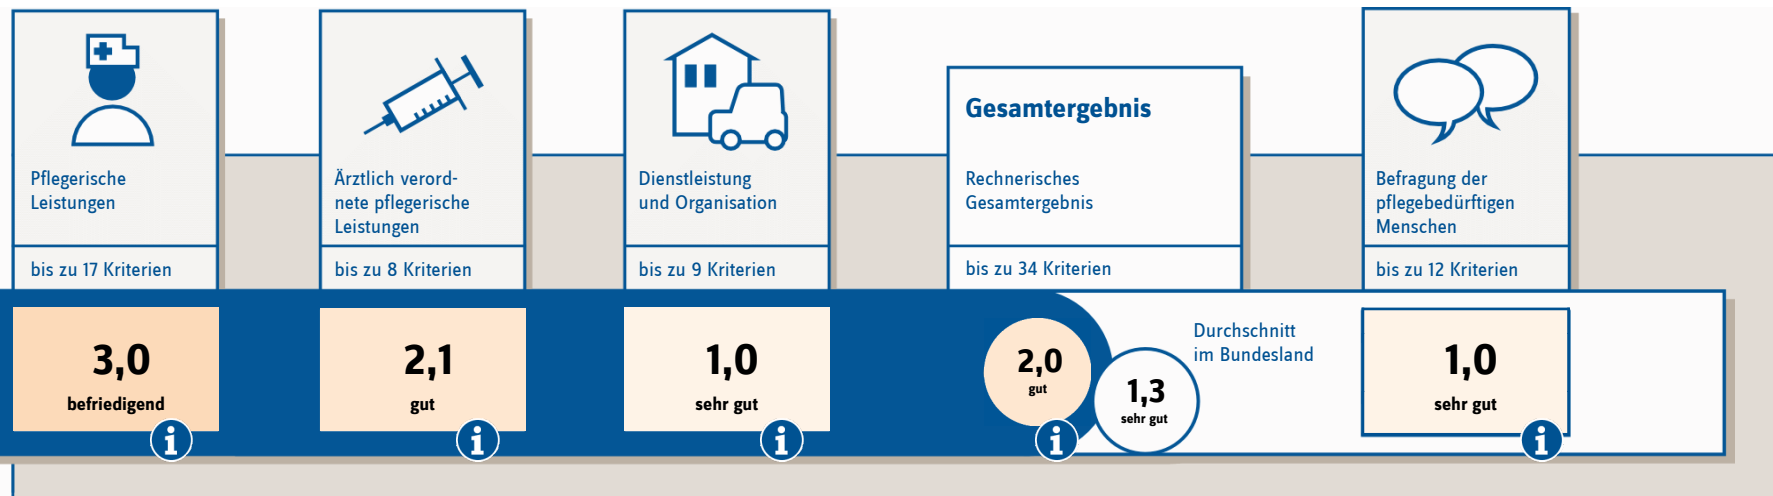 Pflegerische
Leistungen
bis zu 17 Kriterien
3,0
befriedigend
i
Ärztlich verord-
nete pflegerische
Leistungen
bis zu 8 Kriterien
2,1
gut
i
Dienstleistung
und Organisation
bis zu 9 Kriterien
1,0
sehr gut
i
Gesamtergebnis
Rechnerisches
Gesamtergebnis
bis zu 34 Kriterien
2,0
gut
i
1,3
sehr gut
Durchschnitt
im Bundesland
Befragung der
pflegebedürftigen
Menschen
bis zu 12 Kriterien
1,0
sehr gut
i